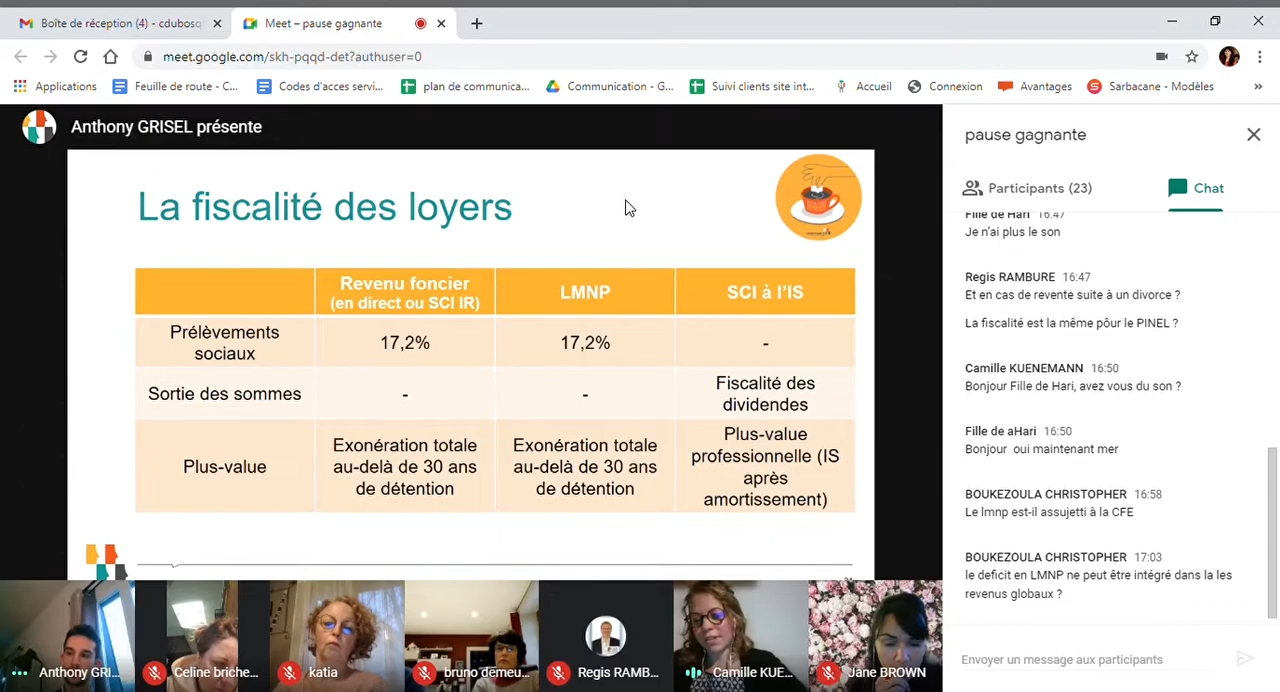 Boîte de réception (4) - cdubosq
Meet – pause gagnante
meet.google.com/skh-pqqd-det?authuser=0
Applications
Feuille de route - C...
Codes d'acces servi...
plan de communica...
Communication - G...
Suivi clients site int...
Accueil
Connexion
Avantages
Sarbacane - Modèles
»
Anthony GRISEL présente
La fiscalité des loyers
Revenu foncier
(en direct ou SCI IR)
LMNP
SCI à l'IS
Prélèvements
sociaux
17,2%
17,2%
-
Sortie des sommes
-
-
Fiscalité des
dividendes
Plus-value
Exonération totale
au-delà de 30 ans
de détention
Exonération totale
au-delà de 30 ans
de détention
Plus-value
professionnelle (IS
après
amortissement)
Anthony GRI...
Celine briche...
katia
bruno demeu...
Regis RAMB...
Camille KUE...
Jane BROWN
pause gagnante
Participants (23)
Chat
Fille de Hari 16:47
Je n'ai plus le son
Regis RAMBURE 16:47
Et en cas de revente suite à un divorce ?
La fiscalité est la même pôur le PINEL ?
Camille KUENEMANN 16:50
Bonjour Fille de Hari, avez vous du son ?
Fille de aHari 16:50
Bonjour oui maintenant mer
BOUKEZOULA CHRISTOPHER 16:58
Le lmnp est-il assujetti à la CFE
BOUKEZOULA CHRISTOPHER 17:03
le deficit en LMNP ne peut être intégré dans la les
revenus globaux ?
Envoyer un message aux participants